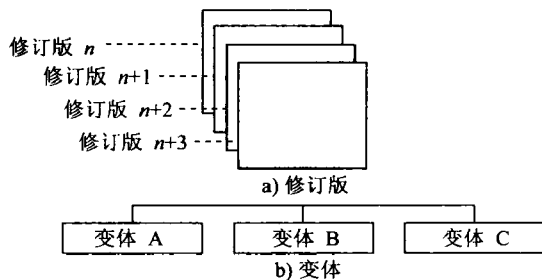 修订版 n
修订版 n+1
修订版 n+2
修订版 n+3
a) 修订版
变体 A 变体 B 变体 C
b) 变体